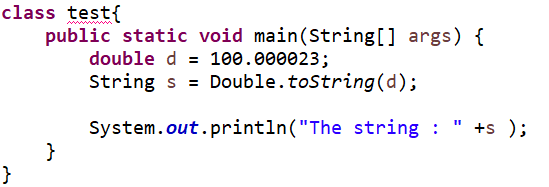 class test{
    public static void main(String[] args) {
        double d = 100.000023;
        String s = Double.toString(d);

        System.out.println("The string : " +s );
    }
}